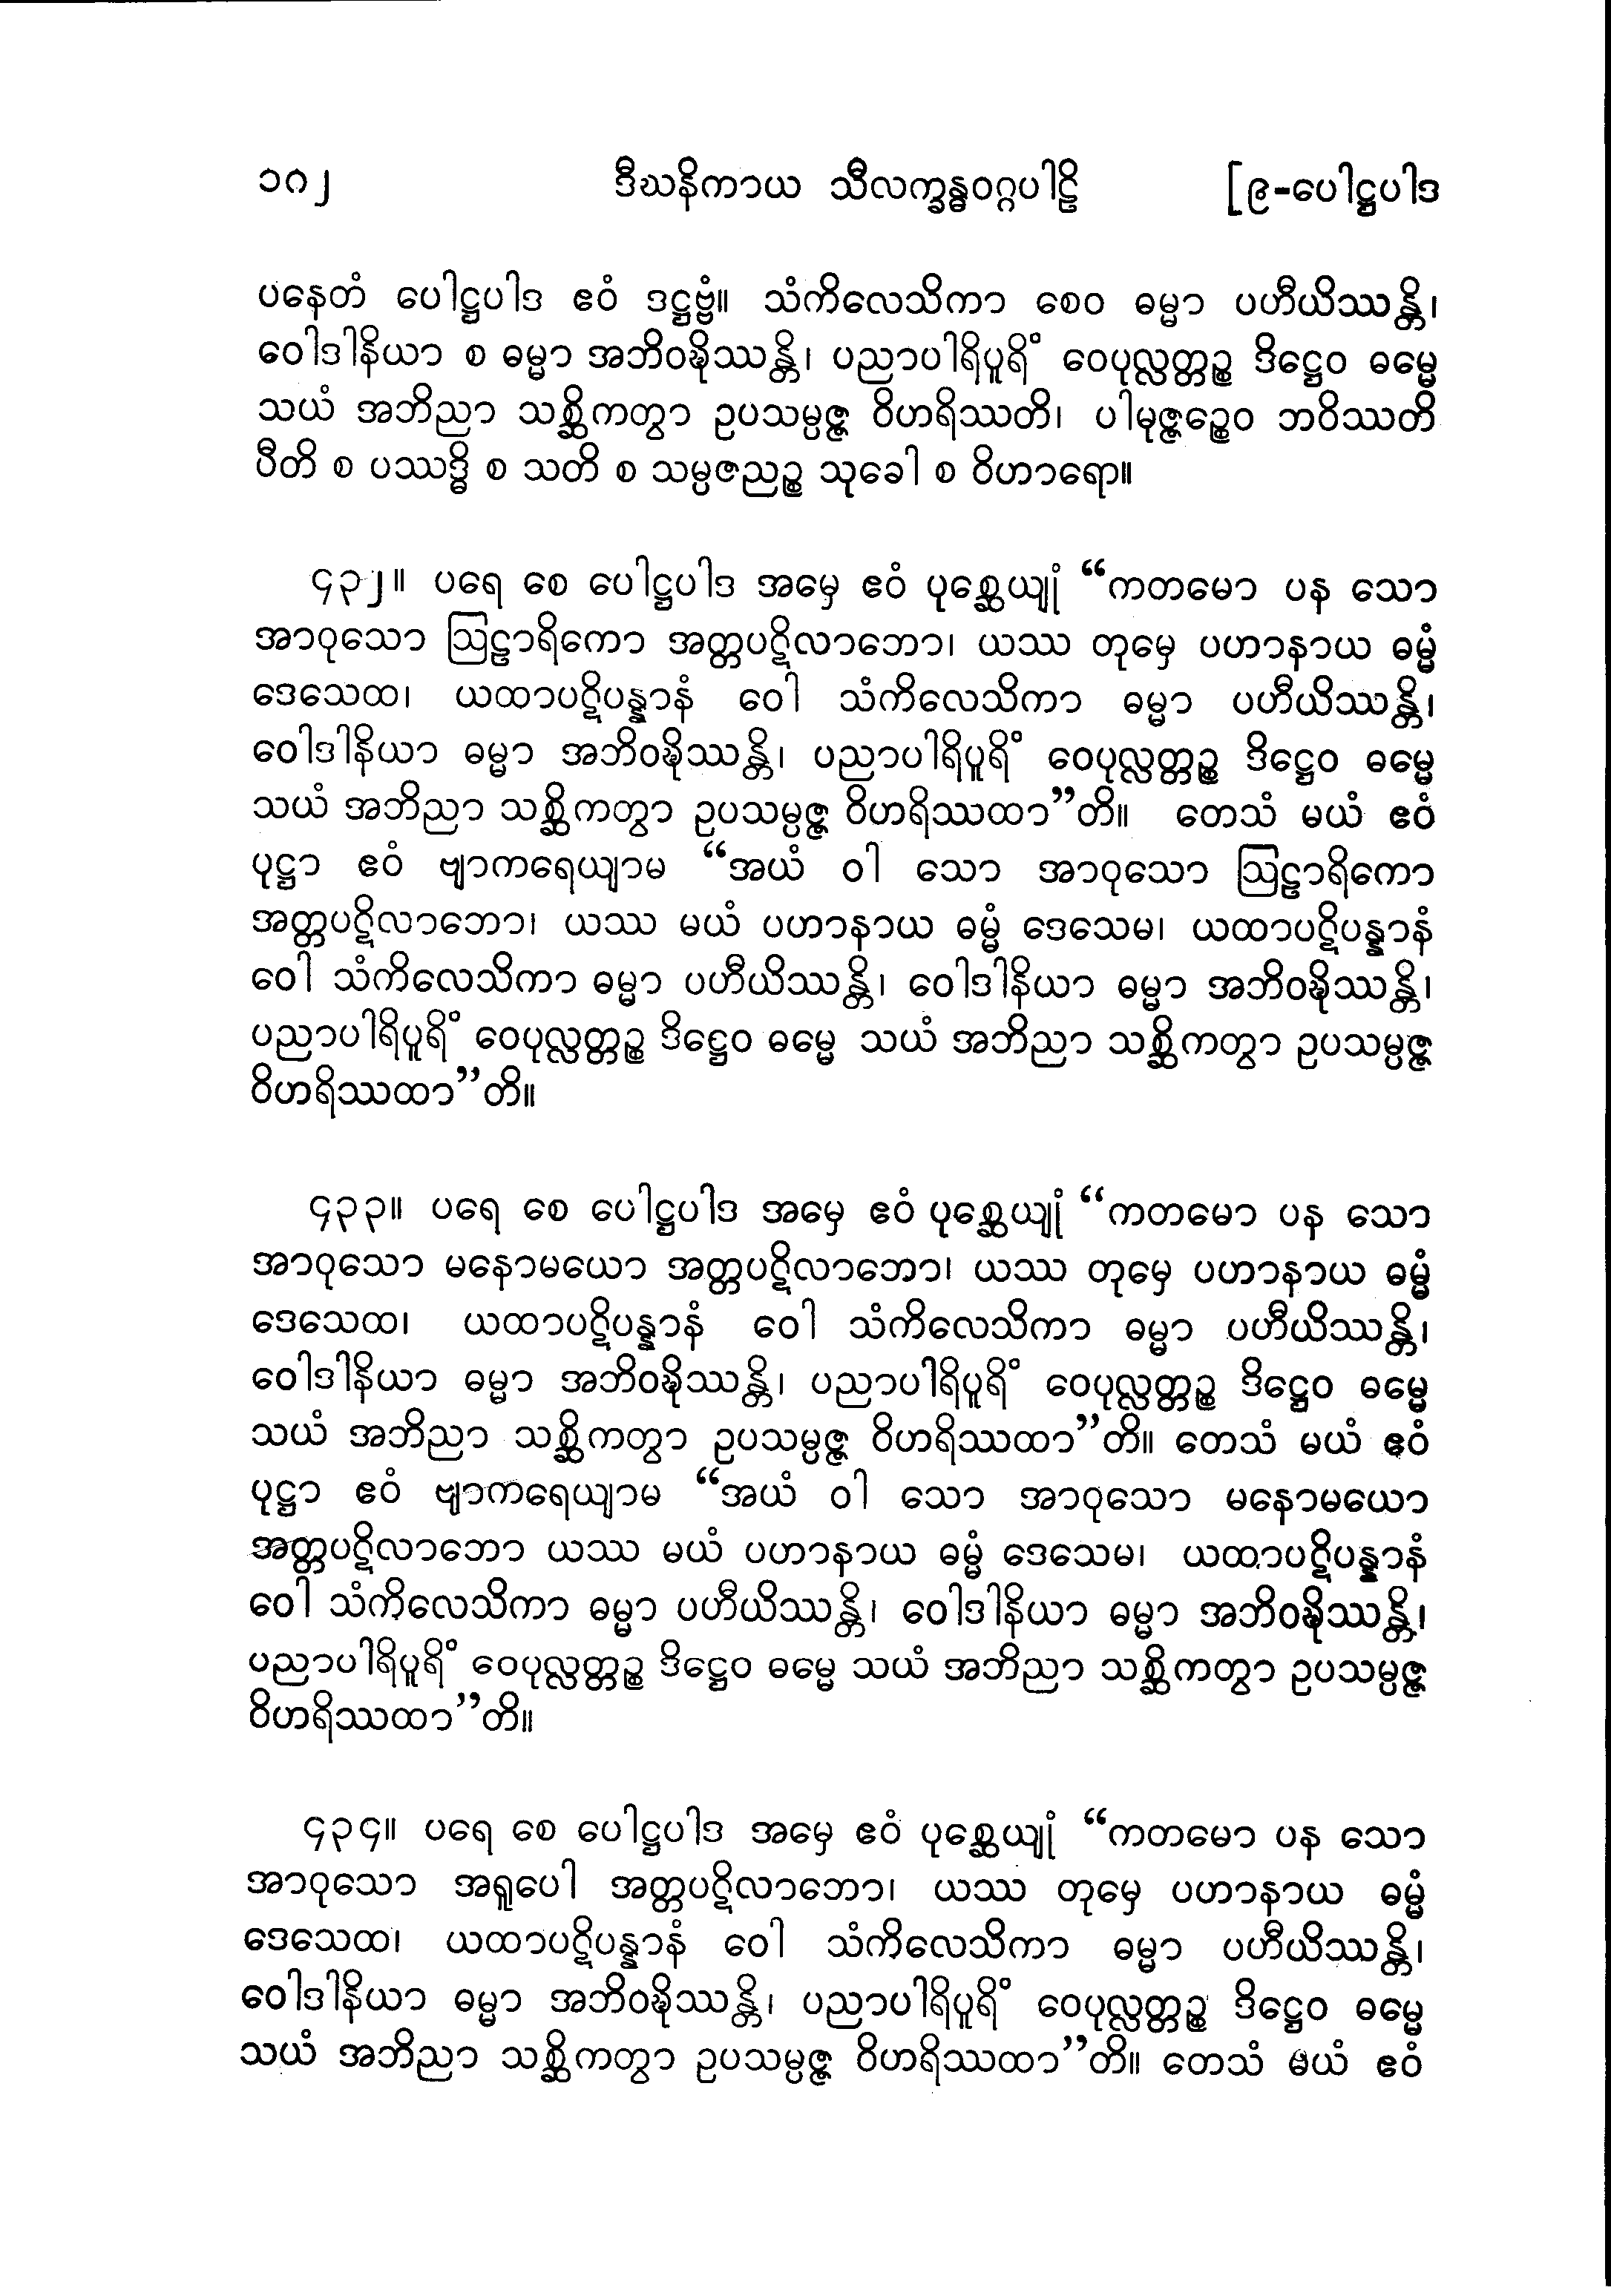 ၁၈၂ ဒီဃနိကာယ သီလက္ခန္ဓဝဂ္ဂပါဠိ [၉-ပေါဋ္ဌပါဒ
ပနေတံ ပေါဋ္ဌပါဒ ဧဝံ ဒဋ္ဌဗ္ဗံ။ သံကိလေသိကာ စေဝ ဓမ္မာ ပဟီယိဿန္တိ၊
ဝေါဒါနိယာ စ ဓမ္မာ အဘိဝဍ္ဎိဿန္တိ၊ ပညာပါရိပူရိံ ဝေပုလ္လတ္တဉ္စ ဒိဋ္ဌေဝ ဓမ္မေ
သယံ အဘိညာ သစ္ဆိကတွာ ဥပသမ္ပဇ္ဇ ဝိဟရိဿတိ၊ ပါမုဇ္ဇဉ္စေဝ ဘဝိဿတိ
ပီတိ စ ပဿဒ္ဓိ စ သတိ စ သမ္ပဇညဉ္စ သုခေါ စ ဝိဟာရော။
၄၃၂။ ပရေ စေ ပေါဋ္ဌပါဒ အမှေ ဧဝံ ပုစ္ဆေယျုံ “ကတမော ပန သော
အာဝုသော ဩဠာရိကော အတ္တပဋိလာဘော၊ ယဿ တုမှေ ပဟာနာယ ဓမ္မံ
ဒေသေထ၊ ယထာပဋိပန္နာနံ ဝေါ သံကိလေသိကာ ဓမ္မာ ပဟီယိဿန္တိ၊
ဝေါဒါနိယာ ဓမ္မာ အဘိဝဍ္ဎိဿန္တိ၊ ပညာပါရိပူရိံ ဝေပုလ္လတ္တဉ္စ ဒိဋ္ဌေဝ ဓမ္မေ
သယံ အဘိညာ သစ္ဆိကတွာ ဥပသမ္ပဇ္ဇ ဝိဟရိဿထာ”တိ။ တေသံ မယံ ဧဝံ
ပုဋ္ဌာ ဧဝံ ဗျာကရေယျာမ “အယံ ဝါ သော အာဝုသော ဩဠာရိကော
အတ္တပဋိလာဘော၊ ယဿ မယံ ပဟာနာယ ဓမ္မံ ဒေသေမ၊ ယထာပဋိပန္နာနံ
ဝေါ သံကိလေသိကာ ဓမ္မာ ပဟီယိဿန္တိ၊ ဝေါဒါနိယာ ဓမ္မာ အဘိဝဍ္ဎိဿန္တိ၊
ပညာပါရိပူရိံ ဝေပုလ္လတ္တဉ္စ ဒိဋ္ဌေဝ ဓမ္မေ သယံ အဘိညာ သစ္ဆိကတွာ ဥပသမ္ပဇ္ဇ
ဝိဟရိဿထာ”တိ။
၄၃၃။ ပရေ စေ ပေါဋ္ဌပါဒ အမှေ ဧဝံ ပုစ္ဆေယျုံ “ကတမော ပန သော
အာဝုသော မနောမယော အတ္တပဋိလာဘော၊ ယဿ တုမှေ ပဟာနာယ ဓမ္မံ
ဒေသေထ၊ ယထာပဋိပန္နာနံ ဝေါ သံကိလေသိကာ ဓမ္မာ ပဟီယိဿန္တိ၊
ဝေါဒါနိယာ ဓမ္မာ အဘိဝဍ္ဎိဿန္တိ၊ ပညာပါရိပူရိံ ဝေပုလ္လတ္တဉ္စ ဒိဋ္ဌေဝ ဓမ္မေ
သယံ အဘိညာ သစ္ဆိကတွာ ဥပသမ္ပဇ္ဇ ဝိဟရိဿထာ”တိ။ တေသံ မယံ ဧဝံ
ပုဋ္ဌာ ဧဝံ ဗျာကရေယျာမ “အယံ ဝါ သော အာဝုသော မနောမယော
အတ္တပဋိလာဘော ယဿ မယံ ပဟာနာယ ဓမ္မံ ဒေသေမ၊ ယထာပဋိပန္နာနံ
ဝေါ သံကိလေသိကာ ဓမ္မာ ပဟီယိဿန္တိ၊ ဝေါဒါနိယာ ဓမ္မာ အဘိဝဍ္ဎိဿန္တိ၊
ပညာပါရိပူရိံ ဝေပုလ္လတ္တဉ္စ ဒိဋ္ဌေဝ ဓမ္မေ သယံ အဘိညာ သစ္ဆိကတွာ ဥပသမ္ပဇ္ဇ
ဝိဟရိဿထာ”တိ။
၄၃၄။ ပရေ စေ ပေါဋ္ဌပါဒ အမှေ ဧဝံ ပုစ္ဆေယျုံ “ကတမော ပန သော
အာဝုသော အရူပေါ အတ္တပဋိလာဘော၊ ယဿ တုမှေ ပဟာနာယ ဓမ္မံ
ဒေသေထ၊ ယထာပဋိပန္နာနံ ဝေါ သံကိလေသိကာ ဓမ္မာ ပဟီယိဿန္တိ၊
ဝေါဒါနိယာ ဓမ္မာ အဘိဝဍ္ဎိဿန္တိ၊ ပညာပါရိပူရိံ ဝေပုလ္လတ္တဉ္စ ဒိဋ္ဌေဝ ဓမ္မေ
သယံ အဘိညာ သစ္ဆိကတွာ ဥပသမ္ပဇ္ဇ ဝိဟရိဿထာ”တိ။ တေသံ မယံ ဧဝံ